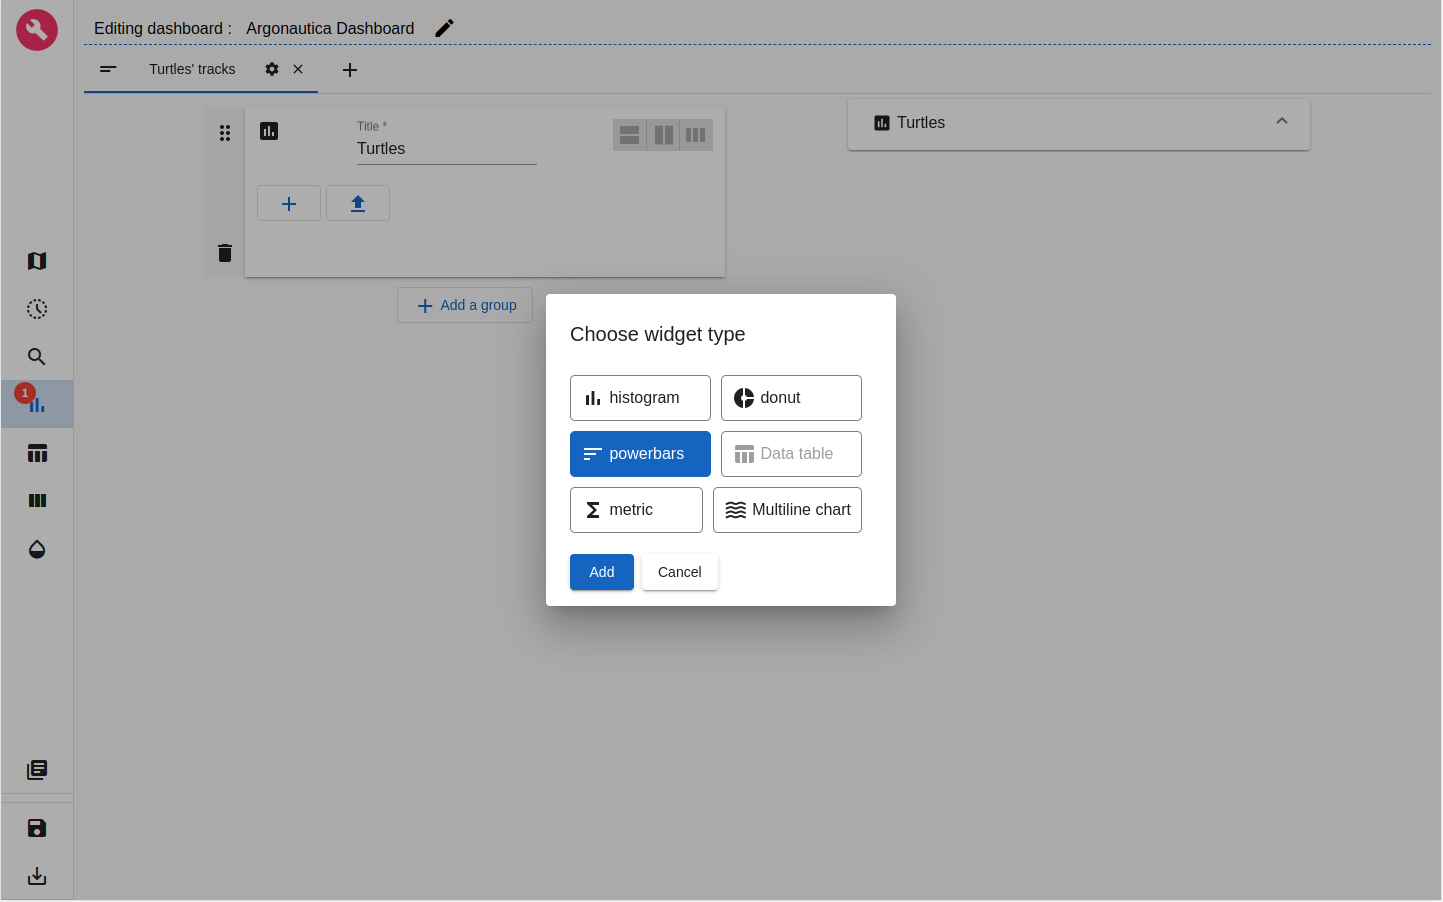 Editing dashboard : Argonautica Dashboard
Turtles' tracks
Title *
Turtles
Turtles
Add a group
1
Choose widget type
histogram
donut
powerbars
Data table
metric
Multiline chart
Add
Cancel